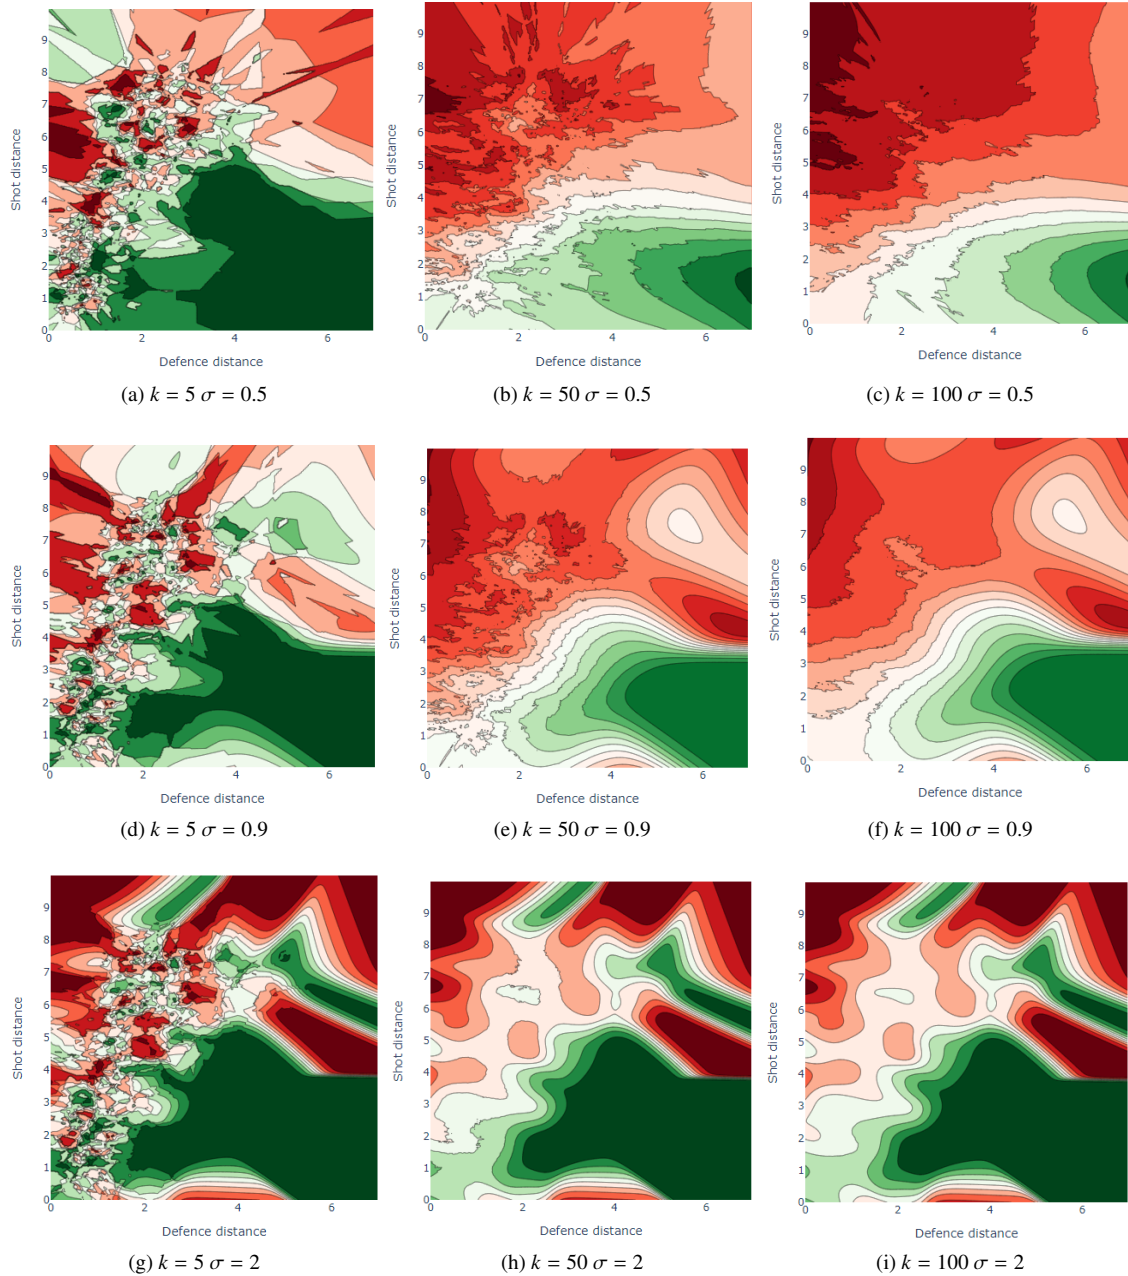 9
8
7
6
5
4
3
2
1
0
Shot distance
0 2 4 6
Defence distance
(a) k = 5 σ = 0.5
9
8
7
6
5
4
3
2
1
0
Shot distance
0 2 4 6
Defence distance
(b) k = 50 σ = 0.5
9
8
7
6
5
4
3
2
1
0
Shot distance
0 2 4 6
Defence distance
(c) k = 100 σ = 0.5
9
8
7
6
5
4
3
2
1
0
Shot distance
0 2 4 6
Defence distance
(d) k = 5 σ = 0.9
9
8
7
6
5
4
3
2
1
0
Shot distance
0 2 4 6
Defence distance
(e) k = 50 σ = 0.9
9
8
7
6
5
4
3
2
1
0
Shot distance
0 2 4 6
Defence distance
(f) k = 100 σ = 0.9
9
8
7
6
5
4
3
2
1
0
Shot distance
0 2 4 6
Defence distance
(g) k = 5 σ = 2
9
8
7
6
5
4
3
2
1
0
Shot distance
0 2 4 6
Defence distance
(h) k = 50 σ = 2
9
8
7
6
5
4
3
2
1
0
Shot distance
0 2 4 6
Defence distance
(i) k = 100 σ = 2